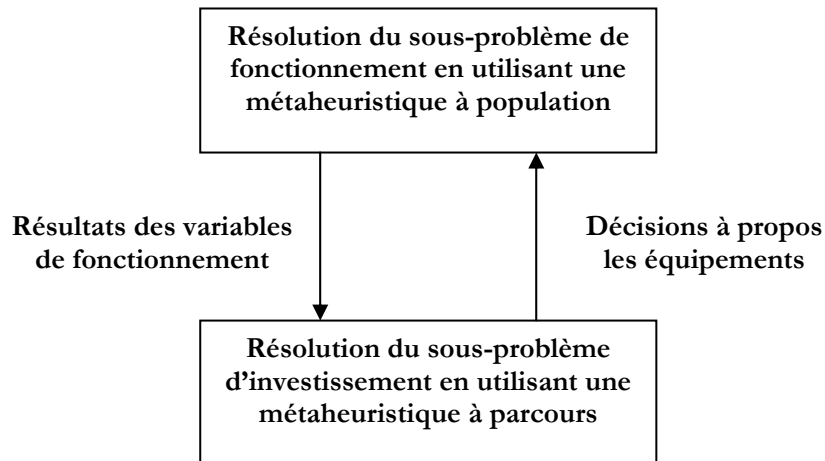 Résolution du sous-problème de
fonctionnement en utilisant une
métaheuristique à population
Résultats des variables
de fonctionnement
Décisions à propos
les équipements
Résolution du sous-problème
d’investissement en utilisant une
métaheuristique à parcours